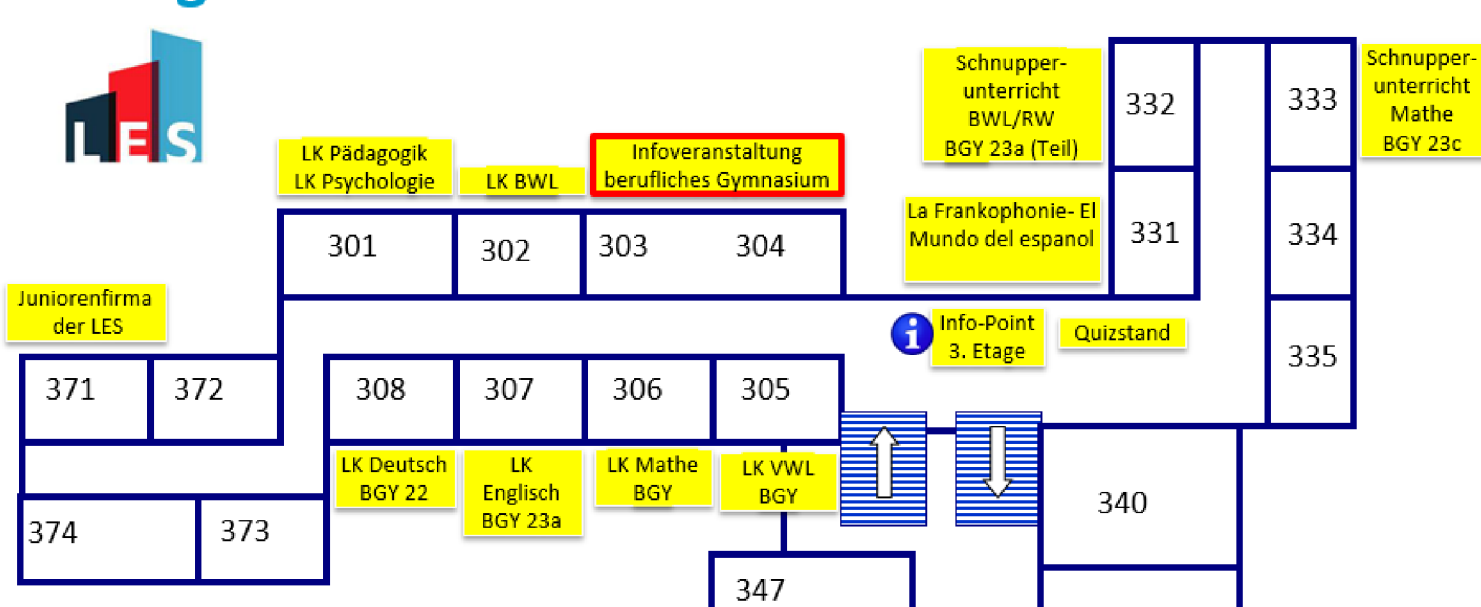 LES
Schnupper-
unterricht
BWL/RW
BGY 23a (Teil)
332
333
Schnupper-
unterricht
Mathe
BGY 23c
LK Pädagogik
LK Psychologie
LK BWL
Infoveranstaltung
berufliches Gymnasium
301
302
303
304
La Frankophonie- El
Mundo del espanol
331
334
Juniorenfirma
der LES
Info-Point
3. Etage
Quizstand
335
371
372
308
307
306
305
LK Deutsch
BGY 22
LK
Englisch
BGY 23a
LK Mathe
BGY
LK VWL
BGY
340
374
373
347